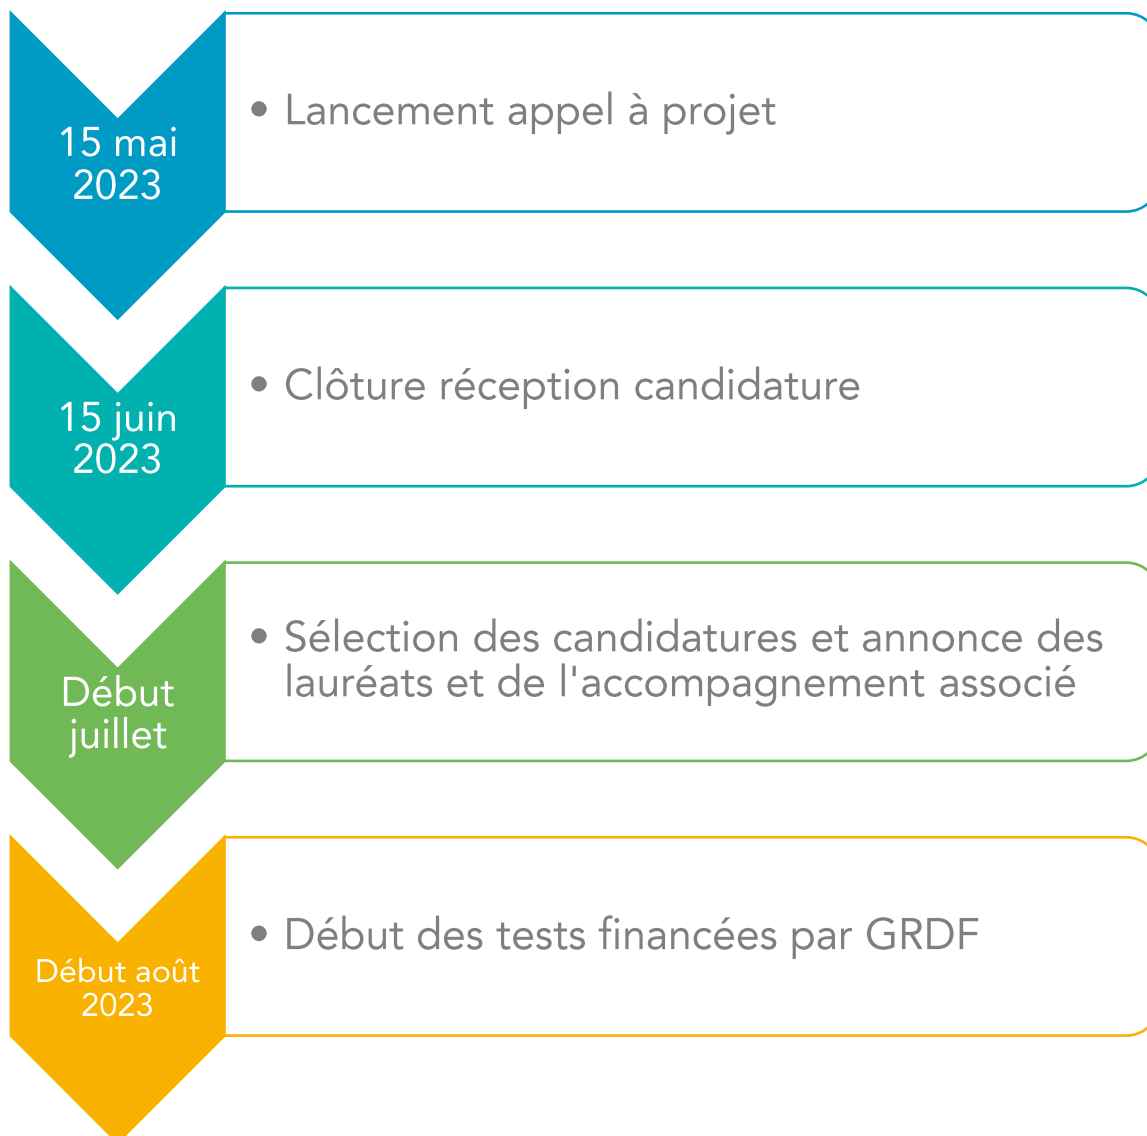 15 mai
2023
• Lancement appel à projet
15 juin
2023
• Clôture réception candidature
Début
juillet
• Sélection des candidatures et annonce des
lauréats et de l'accompagnement associé
Début août
2023
• Début des tests financées par GRDF